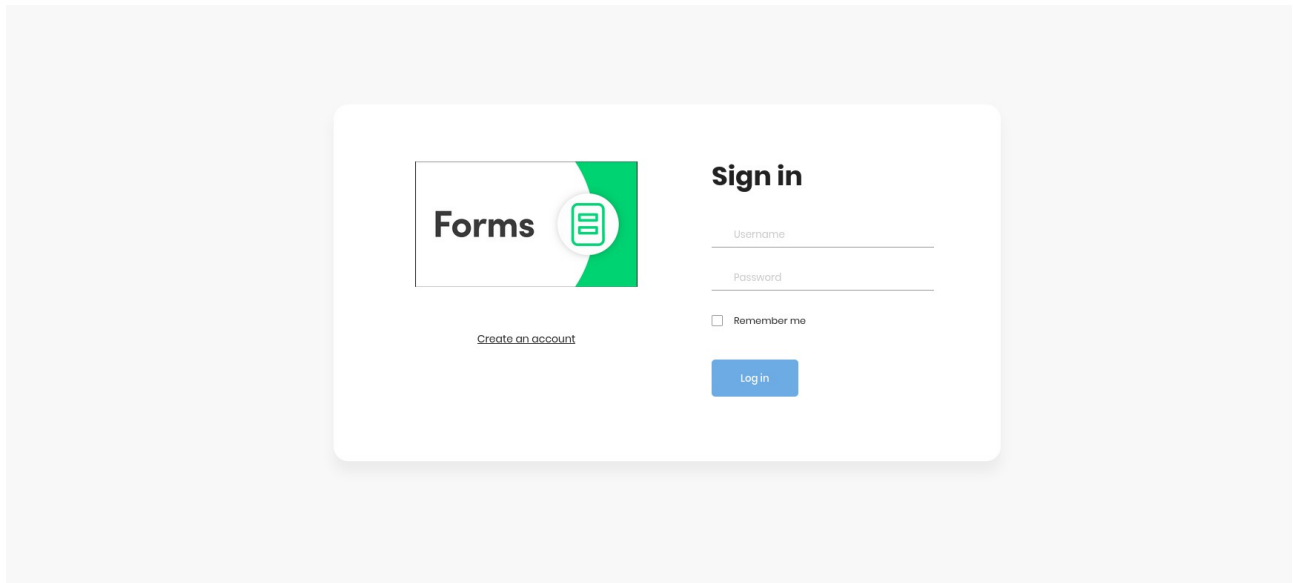 Forms
Create an account
Sign in
Username
Password
Remember me
Log in